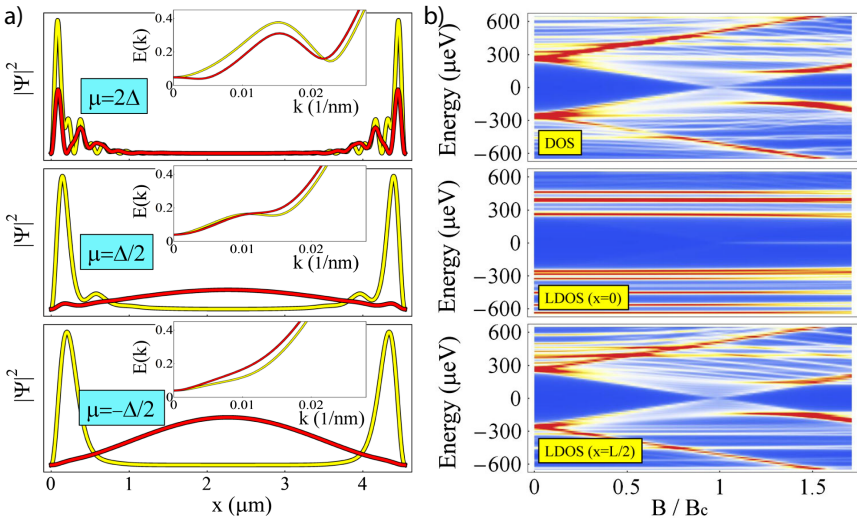 a)
b)
|Ψ|²
μ=2Δ
E(k)
0.4
0.2
0
0
0.01
0.02
k (1/nm)
|Ψ|²
μ=Δ/2
E(k)
0.4
0.2
0
0
0.01
0.02
k (1/nm)
|Ψ|²
μ=−Δ/2
E(k)
0.4
0.2
0
0
0.01
0.02
k (1/nm)
0
1
2
3
4
x (μm)
Energy (μeV)
600
300
0
−300
−600
DOS
Energy (μeV)
600
300
0
−300
−600
LDOS (x=0)
Energy (μeV)
600
300
0
−300
−600
LDOS (x=L/2)
0
0.5
1
1.5
B / Bc